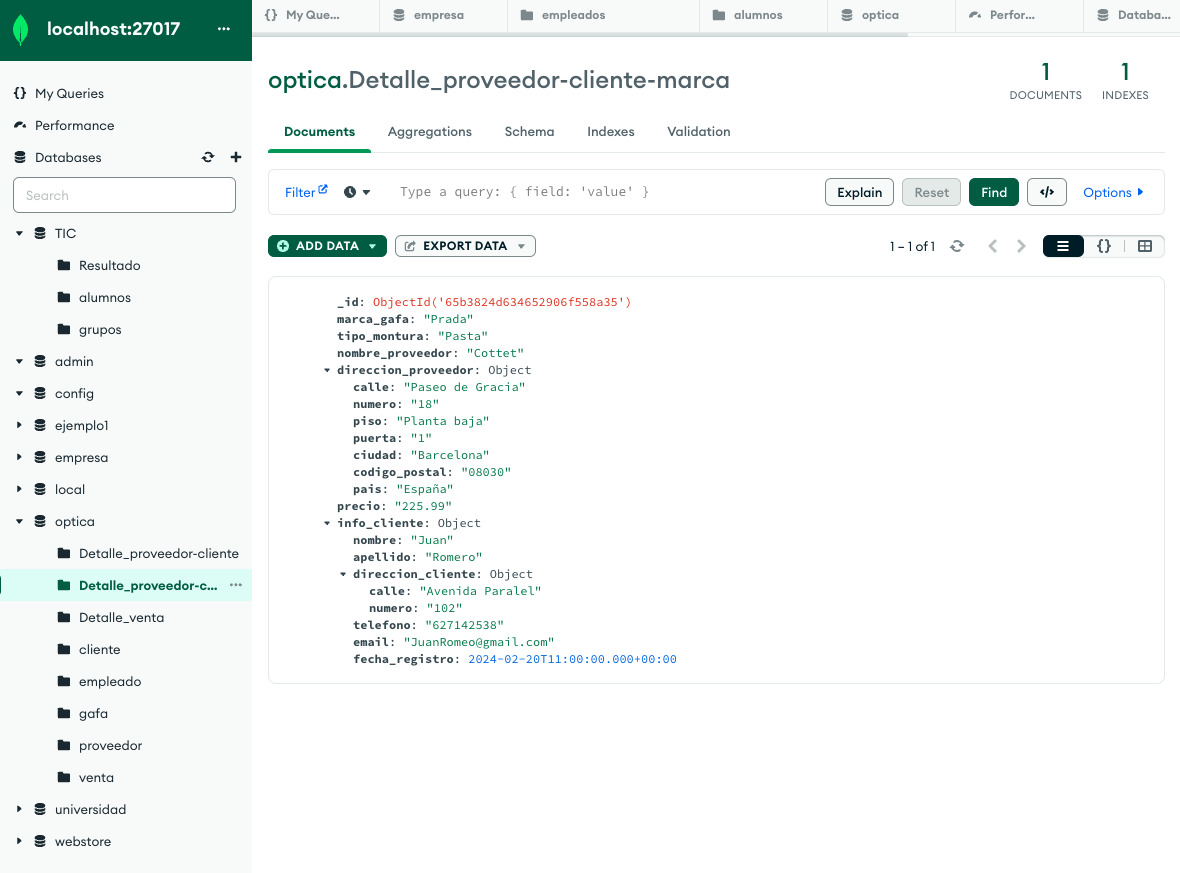 localhost:27017 ...
{} My Que...
empresa
empleados
alumnos
optica
Perfor...
Databa...
{} My Queries
Performance
Databases
Search
TIC
Resultado
alumnos
grupos
admin
config
ejemplo1
empresa
local
optica
Detalle_proveedor-cliente
Detalle_proveedor-c... ...
Detalle_venta
cliente
empleado
gafa
proveedor
venta
universidad
webstore
optica.Detalle_proveedor-cliente-marca
1
DOCUMENTS
1
INDEXES
Documents Aggregations Schema Indexes Validation
Filter Type a query: { field: 'value' } Explain Reset Find </> Options
ADD DATA EXPORT DATA 1 – 1 of 1 {}
_id: ObjectId('65b3824d634652906f558a35')
marca_gafa: "Prada"
tipo_montura: "Pasta"
nombre_proveedor: "Cottet"
direccion_proveedor: Object
calle: "Paseo de Gracia"
numero: "18"
piso: "Planta baja"
puerta: "1"
ciudad: "Barcelona"
codigo_postal: "08030"
pais: "España"
precio: "225.99"
info_cliente: Object
nombre: "Juan"
apellido: "Romero"
direccion_cliente: Object
calle: "Avenida Paralel"
numero: "102"
telefono: "627142538"
email: "JuanRomeo@gmail.com"
fecha_registro: 2024-02-20T11:00:00.000+00:00